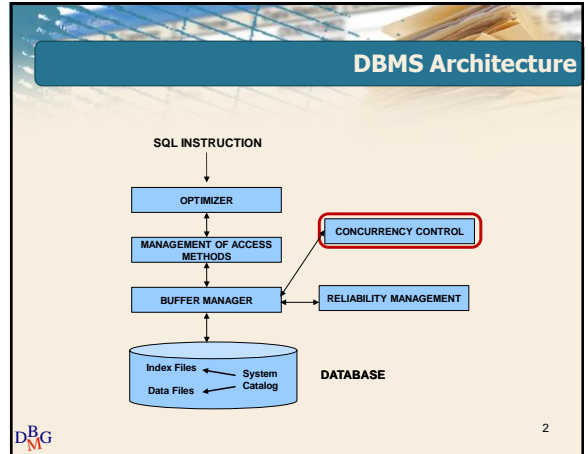 DBMS Architecture
SQL INSTRUCTION
OPTIMIZER
MANAGEMENT OF ACCESS
METHODS
CONCURRENCY CONTROL
BUFFER MANAGER
RELIABILITY MANAGEMENT
Index Files
System
Catalog
Data Files
DATABASE
DBMG
2